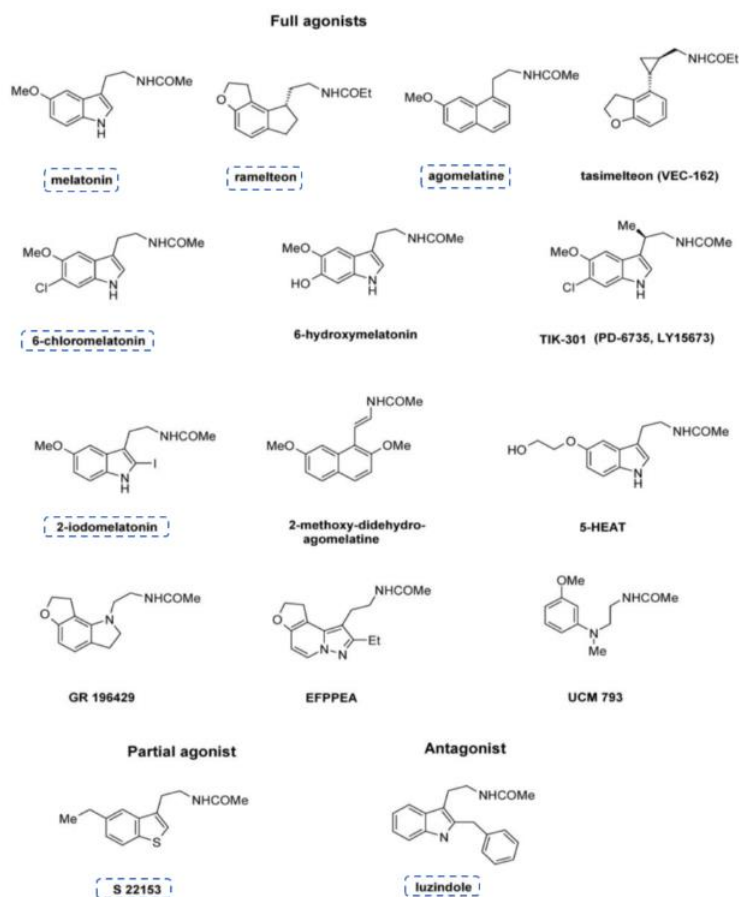 Full agonists
MeO
NHCOMe
N
H
melatonin
O
NHCOEt
ramelteon
MeO
NHCOMe
agomelatine
NHCOEt
O
tasimelteon (VEC-162)
MeO
Cl
NHCOMe
N
H
6-chloromelatonin
MeO
HO
NHCOMe
N
H
6-hydroxymelatonin
Me
MeO
Cl
NHCOMe
N
H
TIK-301 (PD-6735, LY15673)
MeO
NHCOMe
I
N
H
2-iodomelatonin
NHCOMe
MeO
OMe
2-methoxy-didehydro-
agomelatine
HO
O
NHCOMe
N
H
5-HEAT
O
N
NHCOMe
GR 196429
O
NHCOMe
Et
N
N
EFPPEA
OMe
NHCOMe
N
Me
UCM 793
Partial agonist
Me
NHCOMe
S
S 22153
Antagonist
NHCOMe
N
luzindole